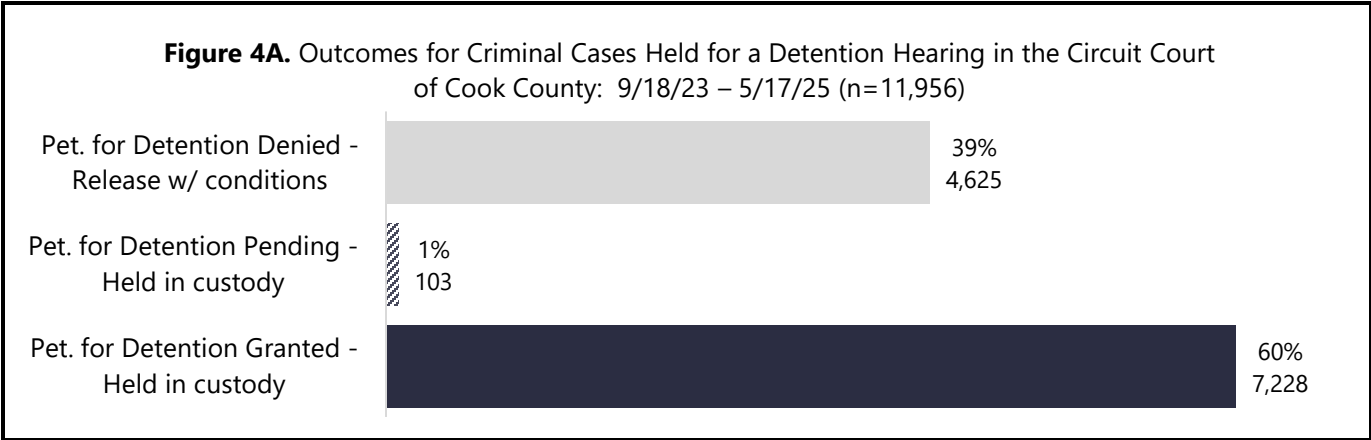 Figure 4A. Outcomes for Criminal Cases Held for a Detention Hearing in the Circuit Court
of Cook County:  9/18/23 – 5/17/25 (n=11,956)
Pet. for Detention Denied -
Release w/ conditions
39%
4,625
Pet. for Detention Pending -
Held in custody
1%
103
Pet. for Detention Granted -
Held in custody
60%
7,228